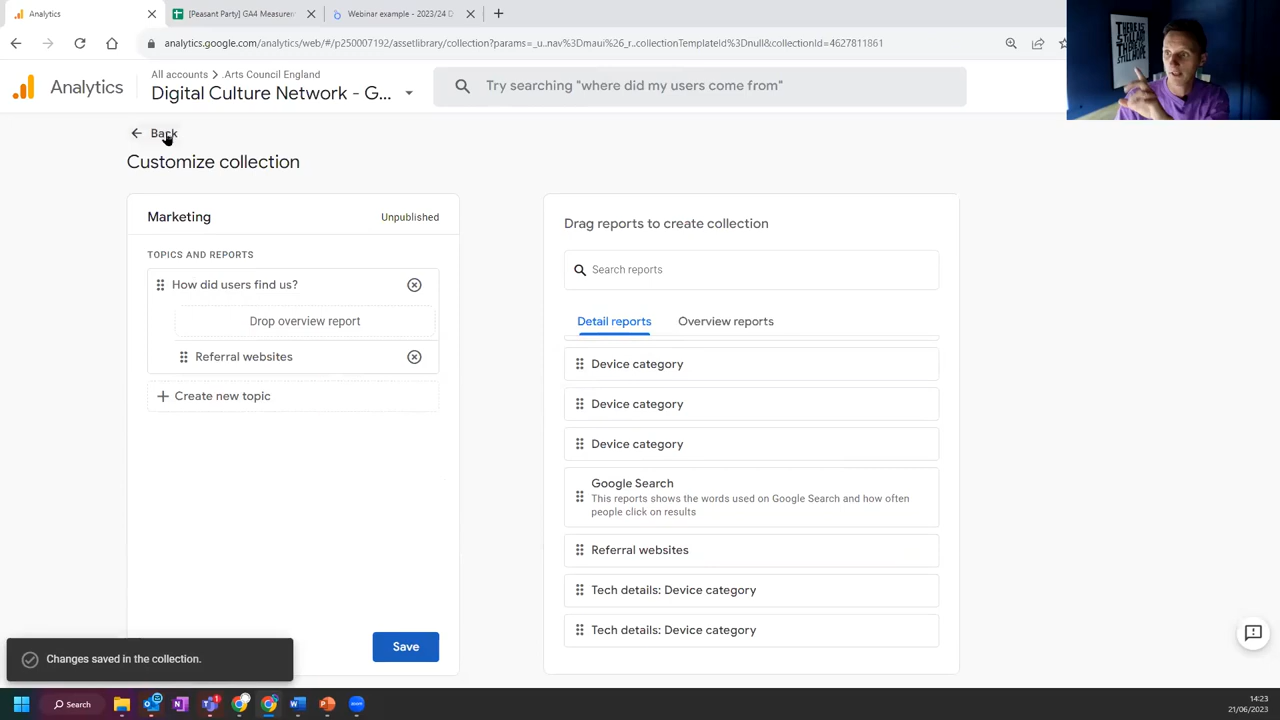 Analytics
[Peasant Party] GA4 Measurem
Webinar example - 2023/24 D
analytics.google.com/analytics/web/#/p250002192/assetlibrary/collection?params=_u..nav%3Dmaui%26_r..collectionTemplateId%3Dnull&collectionId=4627811861
Analytics
All accounts > .Arts Council England
Digital Culture Network - G...
Try searching "where did my users come from"
Back
Customize collection
Marketing
Unpublished
TOPICS AND REPORTS
How did users find us?
Drop overview report
Referral websites
Create new topic
Save
Drag reports to create collection
Search reports
Detail reports
Overview reports
Device category
Device category
Device category
Google Search
This reports shows the words used on Google Search and how often
people click on results
Referral websites
Tech details: Device category
Tech details: Device category
Changes saved in the collection.
Search
14:23
21/06/2023